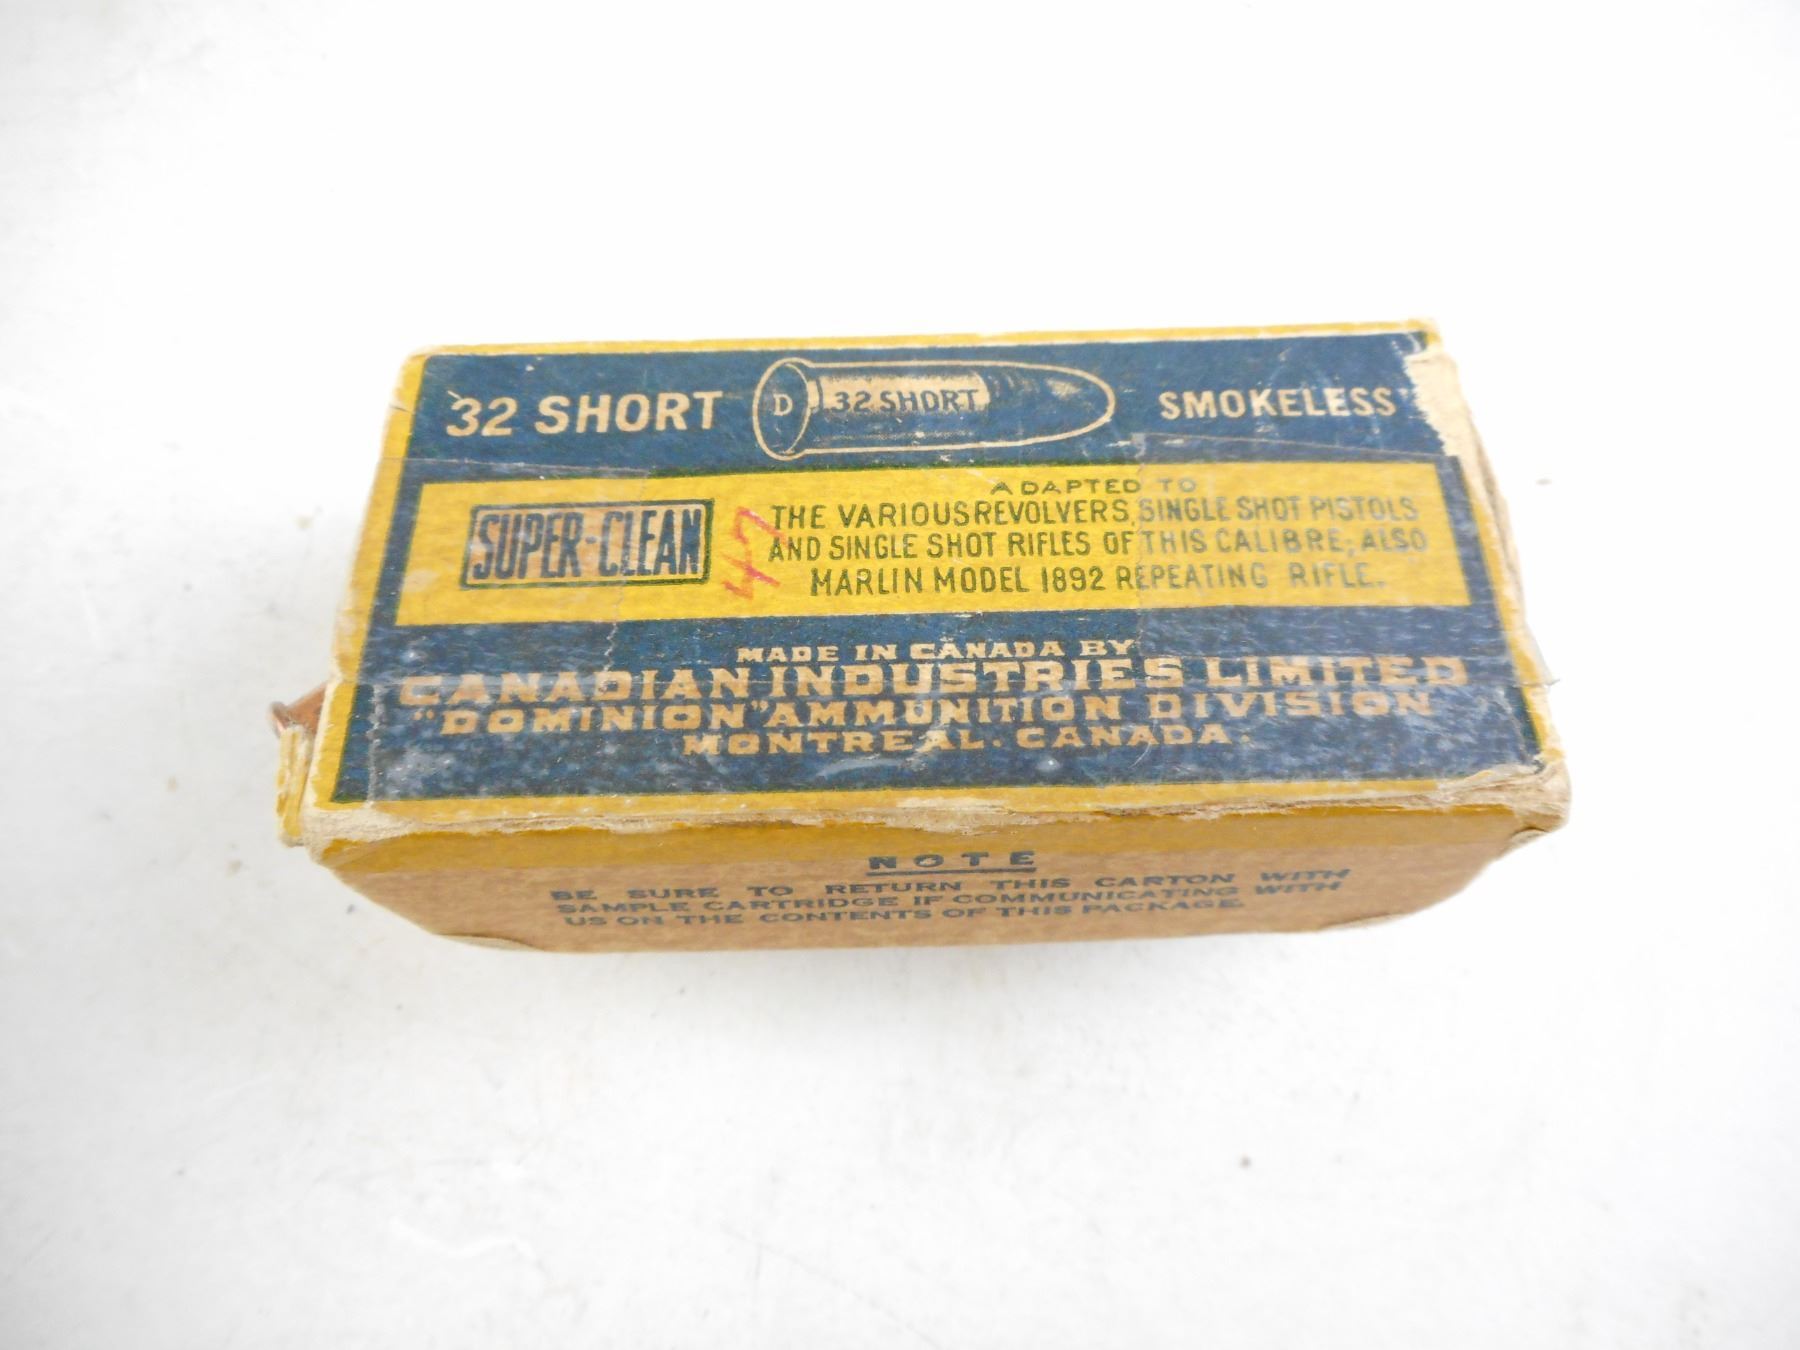 32 SHORT D 32 SHORT SMOKELESS
ADAPTED TO
SUPER-CLEAN 47 THE VARIOUS REVOLVERS, SINGLE SHOT PISTOLS
AND SINGLE SHOT RIFLES OF THIS CALIBRE; ALSO
MARLIN MODEL 1892 REPEATING RIFLE.
MADE IN CANADA BY
CANADIAN INDUSTRIES LIMITED
"DOMINION" AMMUNITION DIVISION
MONTREAL. CANADA.
NOTE
BE SURE TO RETURN THIS CARTON WITH
SAMPLE CARTRIDGE IF COMMUNICATING WITH
US ON THE CONTENTS OF THIS PACKAGE.